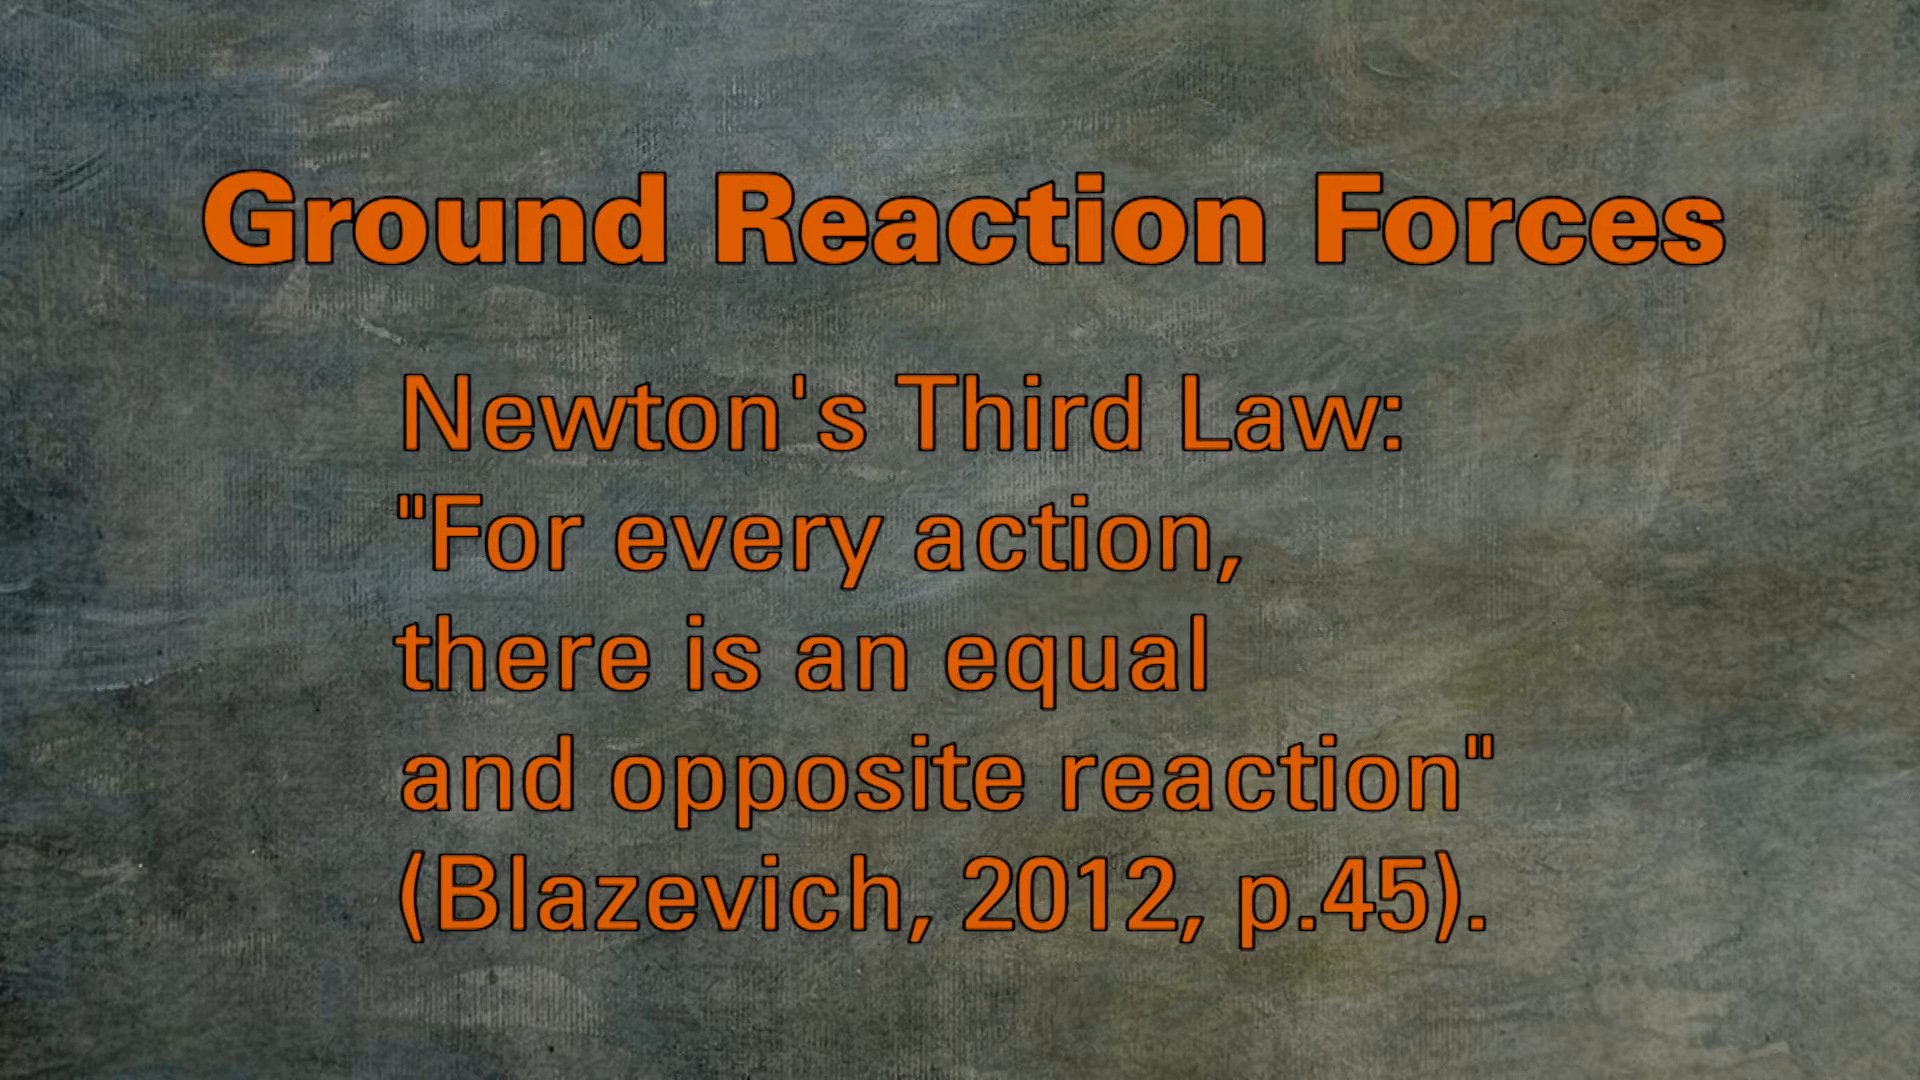 Ground Reaction Forces
Newton's Third Law:
"For every action,
there is an equal
and opposite reaction"
(Blazevich, 2012, p.45).